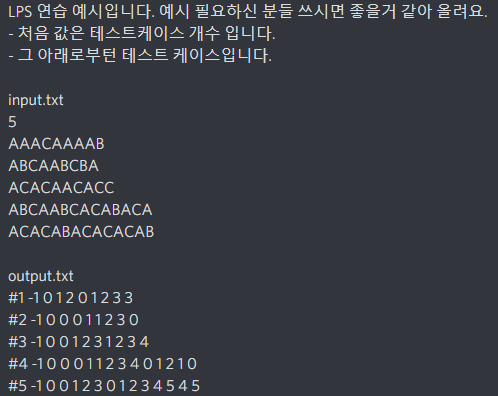 LPS 연습 예시입니다. 예시 필요하신 분들 쓰시면 좋을거 같아 올려요.
- 처음 값은 테스트케이스 개수 입니다.
- 그 아래로부턴 테스트 케이스입니다.
input.txt
5
AAACAAAAB
ABCAABCBA
ACACAACACC
ABCAABCACABACA
ACACABACACACAB
output.txt
#1 -1 0 1 2 0 1 2 3 3
#2 -1 0 0 0 1 1 2 3 0
#3 -1 0 0 1 2 3 1 2 3 4
#4 -1 0 0 0 1 1 2 3 4 0 1 2 1 0
#5 -1 0 0 1 2 3 0 1 2 3 4 5 4 5